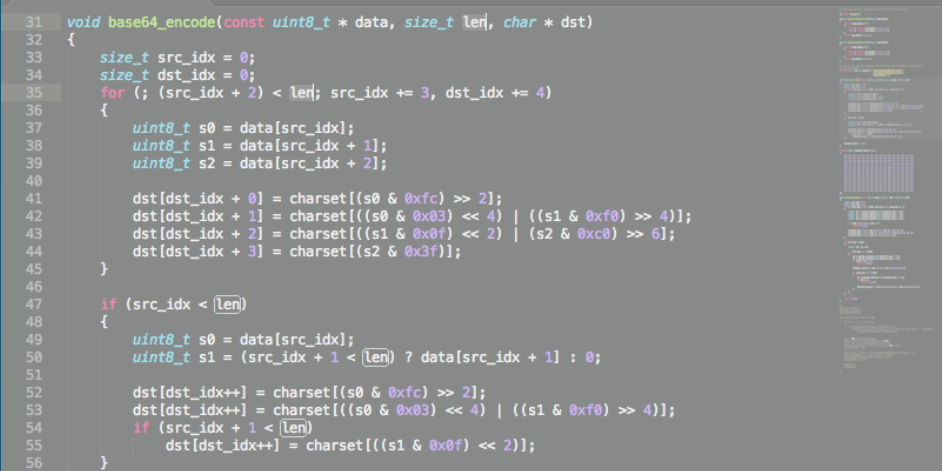 31 void base64_encode(const uint8_t * data, size_t len, char * dst)
32 {
33 size_t src_idx = 0;
34 size_t dst_idx = 0;
35 for (; (src_idx + 2) < len; src_idx += 3, dst_idx += 4)
36 {
37 uint8_t s0 = data[src_idx];
38 uint8_t s1 = data[src_idx + 1];
39 uint8_t s2 = data[src_idx + 2];
40
41 dst[dst_idx + 0] = charset[(s0 & 0xfc) >> 2];
42 dst[dst_idx + 1] = charset[((s0 & 0x03) << 4) | ((s1 & 0xf0) >> 4)];
43 dst[dst_idx + 2] = charset[((s1 & 0x0f) << 2) | (s2 & 0xc0) >> 6];
44 dst[dst_idx + 3] = charset[(s2 & 0x3f)];
45 }
46
47 if (src_idx < len)
48 {
49 uint8_t s0 = data[src_idx];
50 uint8_t s1 = (src_idx + 1 < len) ? data[src_idx + 1] : 0;
51
52 dst[dst_idx++] = charset[(s0 & 0xfc) >> 2];
53 dst[dst_idx++] = charset[((s0 & 0x03) << 4) | ((s1 & 0xf0) >> 4)];
54 if (src_idx + 1 < len)
55 dst[dst_idx++] = charset[((s1 & 0x0f) << 2)];
56 }